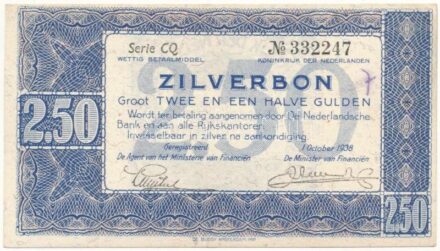 Serie CQ № 332247
WETTIG BETAALMIDDEL KONINKRIJK DER NEDERLANDEN
ZILVERBON
Groot TWEE EN EEN HALVE GULDEN
Wordt ter betaling aangenomen door De Nederlandsche
Bank en aan alle Rijkskantoren.
Inwisselbaar in zilver na aankondiging.
Geregistreerd 1 October 1938
De Agent van het Ministerie van Financiën De Minister van Financiën,
2.50
2.50
2.50